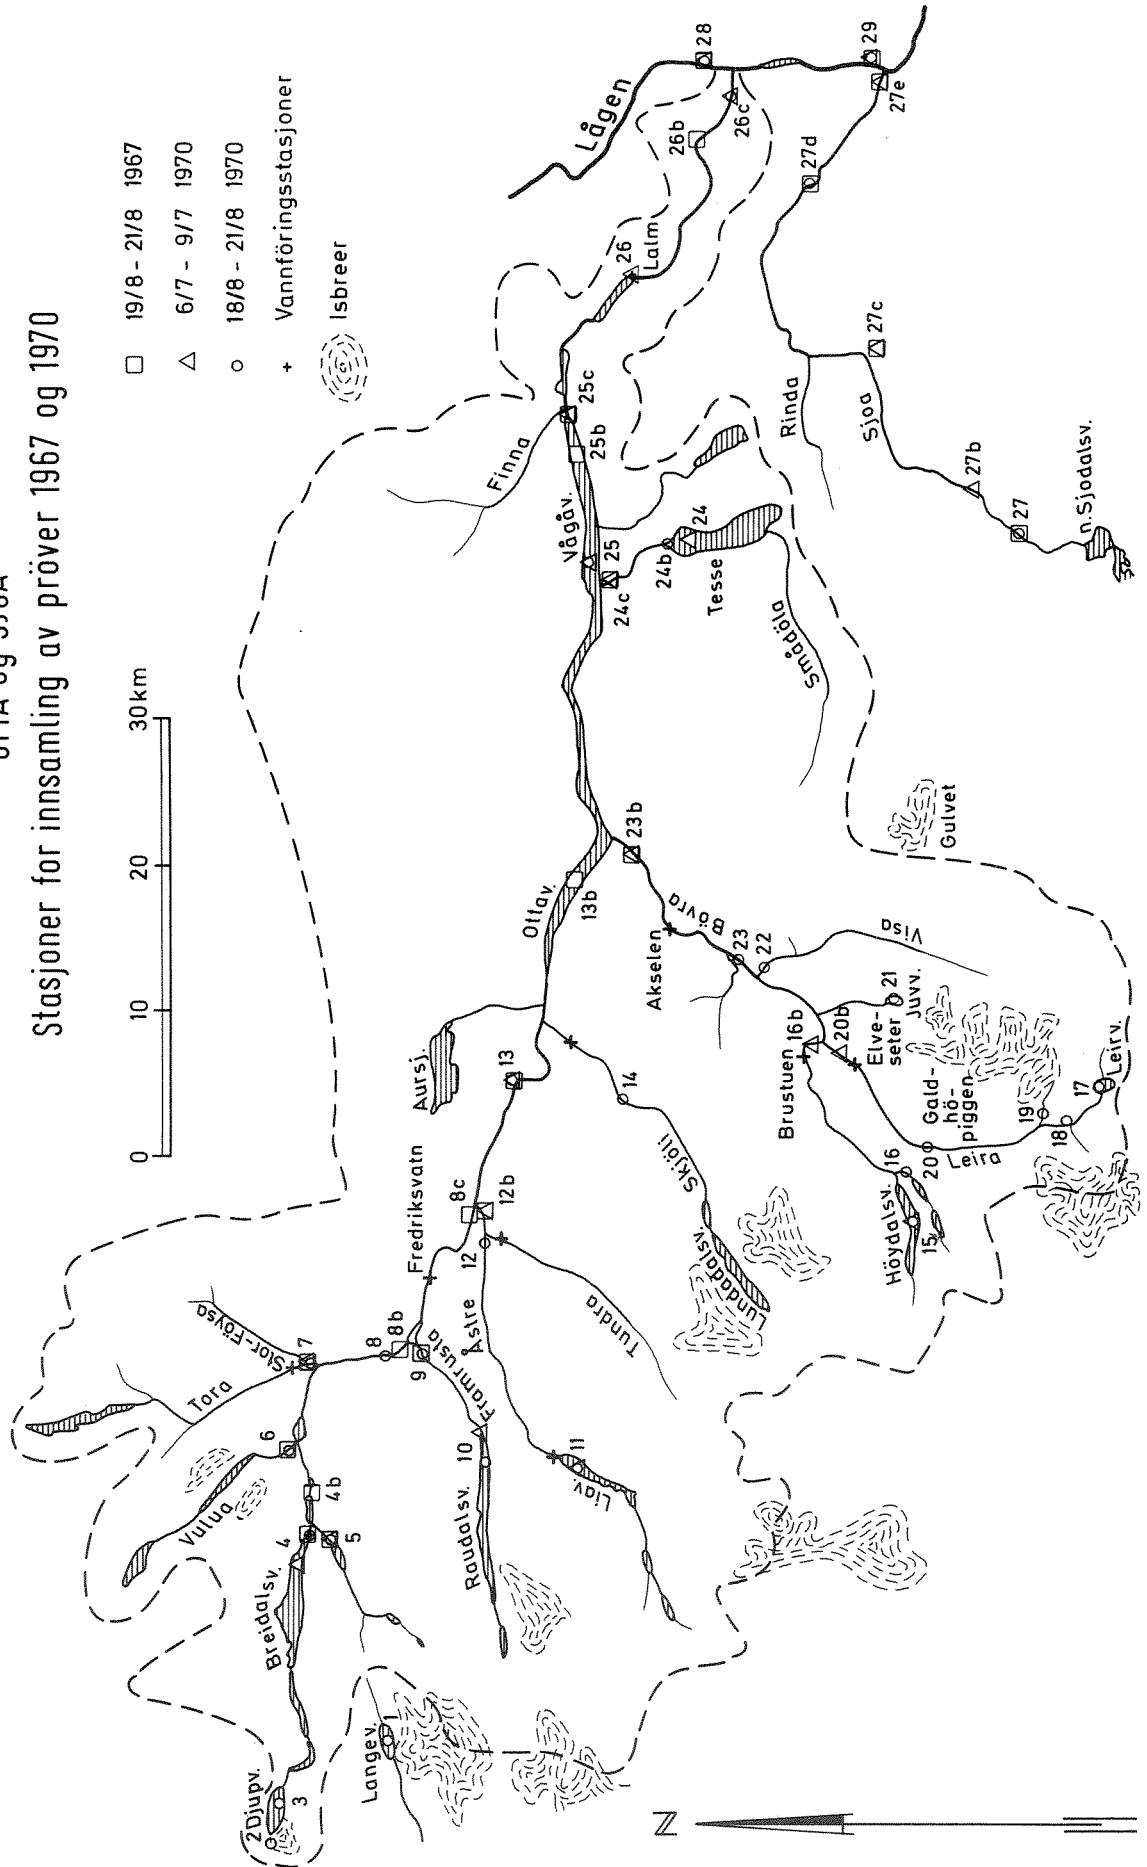 OTTA og SJOA
Stasjoner for innsamling av pröver 1967 og 1970
0 10 20 30km
19/8 - 21/8 1967
6/7 - 9/7 1970
18/8 - 21/8 1970
Vannföringsstasjoner
Isbreer
Lågen
28
29
27e
26c
26b
27d
26
Lalm
27c
Rinda
Sjoa
27b
27
n.Sjodalsv.
Finna
25c
25b
Vågåv.
25
24c
24b
24
Tesse
Smådöla
Gulvet
Ottav.
13b
23b
Bövra
Akselen
23
22
Visa
21
Juvv.
16b
20b
Elve-
seter
Brustuen
Gald-
hö-
piggen
Leirv.
17
18
19
20
Leira
16
15
Höydalsv.
Aursj.
13
14
Skjöli
Lundadalsv.
8c
12b
12
Fredriksvatn
Tundra
Åstre
8
8b
9
Framrusta
10
Raudalsv.
11
Liav.
Stor-Fövsa
7
Tora
6
Vulua
4b
4
5
Breidalsv.
Langev.
1
2
Djupv.
3
N